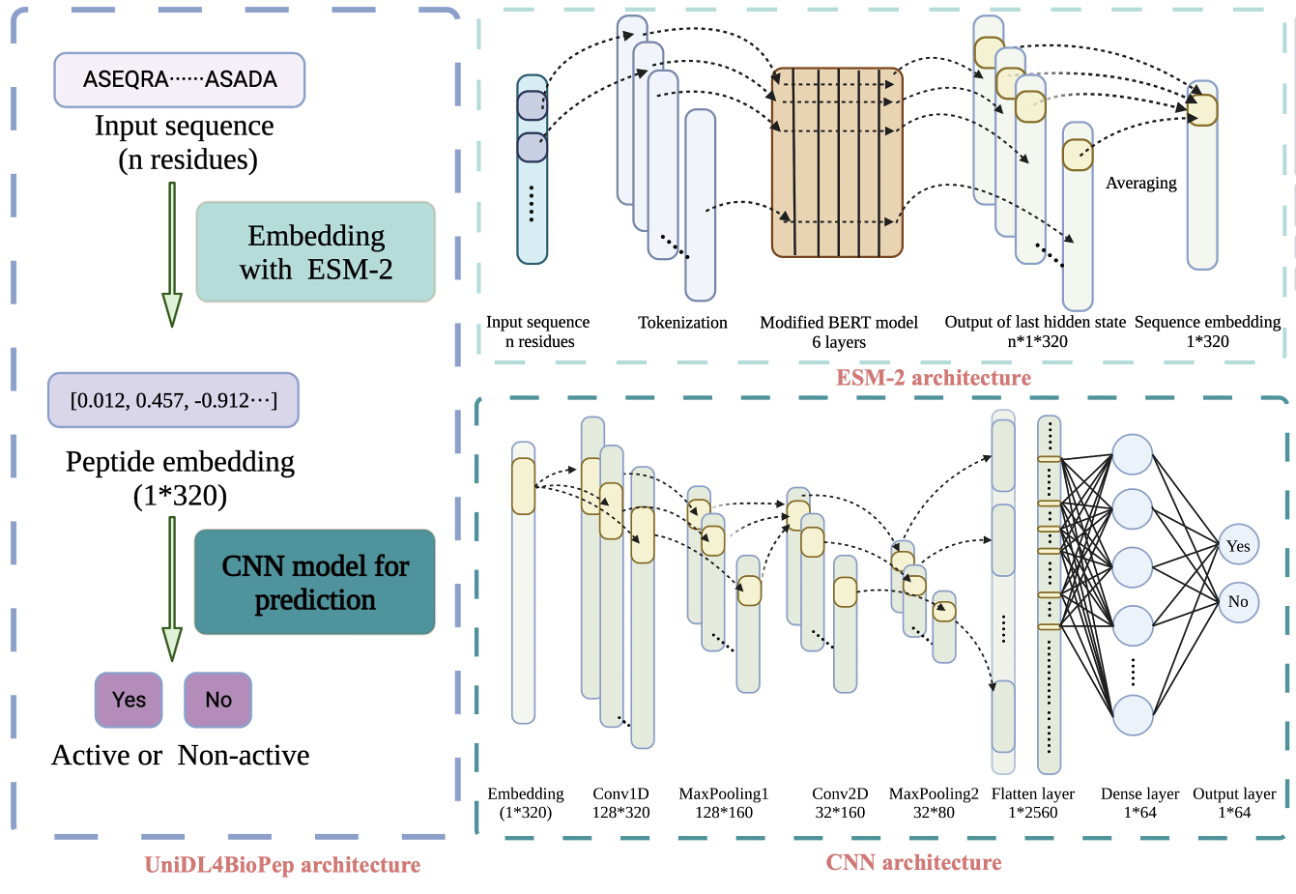 ASEQRA······ASADA
Input sequence
(n residues)
Embedding
with ESM-2
[0.012, 0.457, -0.912···]
Peptide embedding
(1*320)
CNN model for
prediction
Yes
No
Active or Non-active
UniDL4BioPep architecture
Averaging
Input sequence
n residues
Tokenization
Modified BERT model
6 layers
Output of last hidden state
n*1*320
Sequence embedding
1*320
ESM-2 architecture
Yes
No
Embedding
(1*320)
Conv1D
128*320
MaxPooling1
128*160
Conv2D
32*160
MaxPooling2
32*80
Flatten layer
1*2560
Dense layer
1*64
Output layer
1*64
CNN architecture